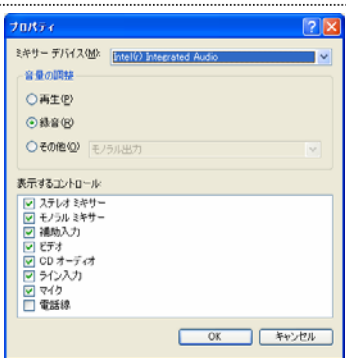 プロパティ
ミキサー デバイス(M): Intel(r) Integrated Audio
音量の調整
再生(P)
録音(R)
その他(O) モノラル出力
表示するコントロール:
ステレオ ミキサー
モノラル ミキサー
補助入力
ビデオ
CD オーディオ
ライン入力
マイク
電話線
OK キャンセル